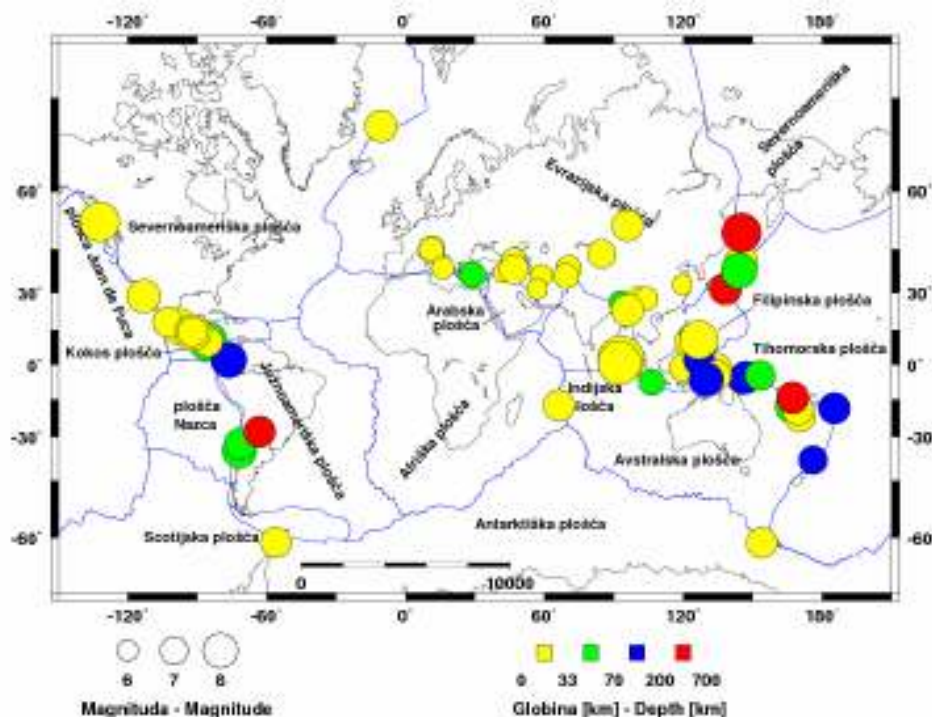 -120° -60° 0° 60° 120° 180°
Severnoameriška
plošča
60°
60°
Evrazijska plošča
plošča Juan de Fuca
Severnoameriška plošča
30°
30°
Arabska
plošča
Filipinska plošča
Kokos plošča
Tihomorska plošča
0°
0°
Južnoameriška plošča
Indijska
plošča
plošča
Nazca
Afriška plošča
-30°
-30°
Avstralska plošča
Antarktiška plošča
Scotijska plošča
-60°
-60°
0 10000
-120° -60° 0° 60° 120° 180°
6 7 8
0 33 70 200 700
Magnituda - Magnitude
Globina [km] - Depth [km]